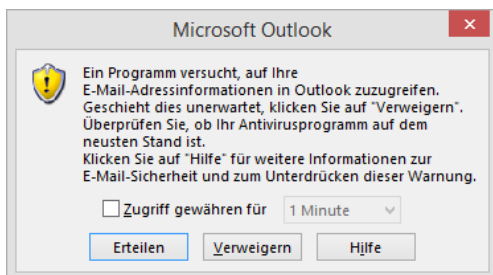 Microsoft Outlook
Ein Programm versucht, auf Ihre
E-Mail-Adressinformationen in Outlook zuzugreifen.
Geschieht dies unerwartet, klicken Sie auf "Verweigern".
Überprüfen Sie, ob Ihr Antivirusprogramm auf dem
neusten Stand ist.
Klicken Sie auf "Hilfe" für weitere Informationen zur
E-Mail-Sicherheit und zum Unterdrücken dieser Warnung.
Zugriff gewähren für 1 Minute
Erteilen Verweigern Hilfe